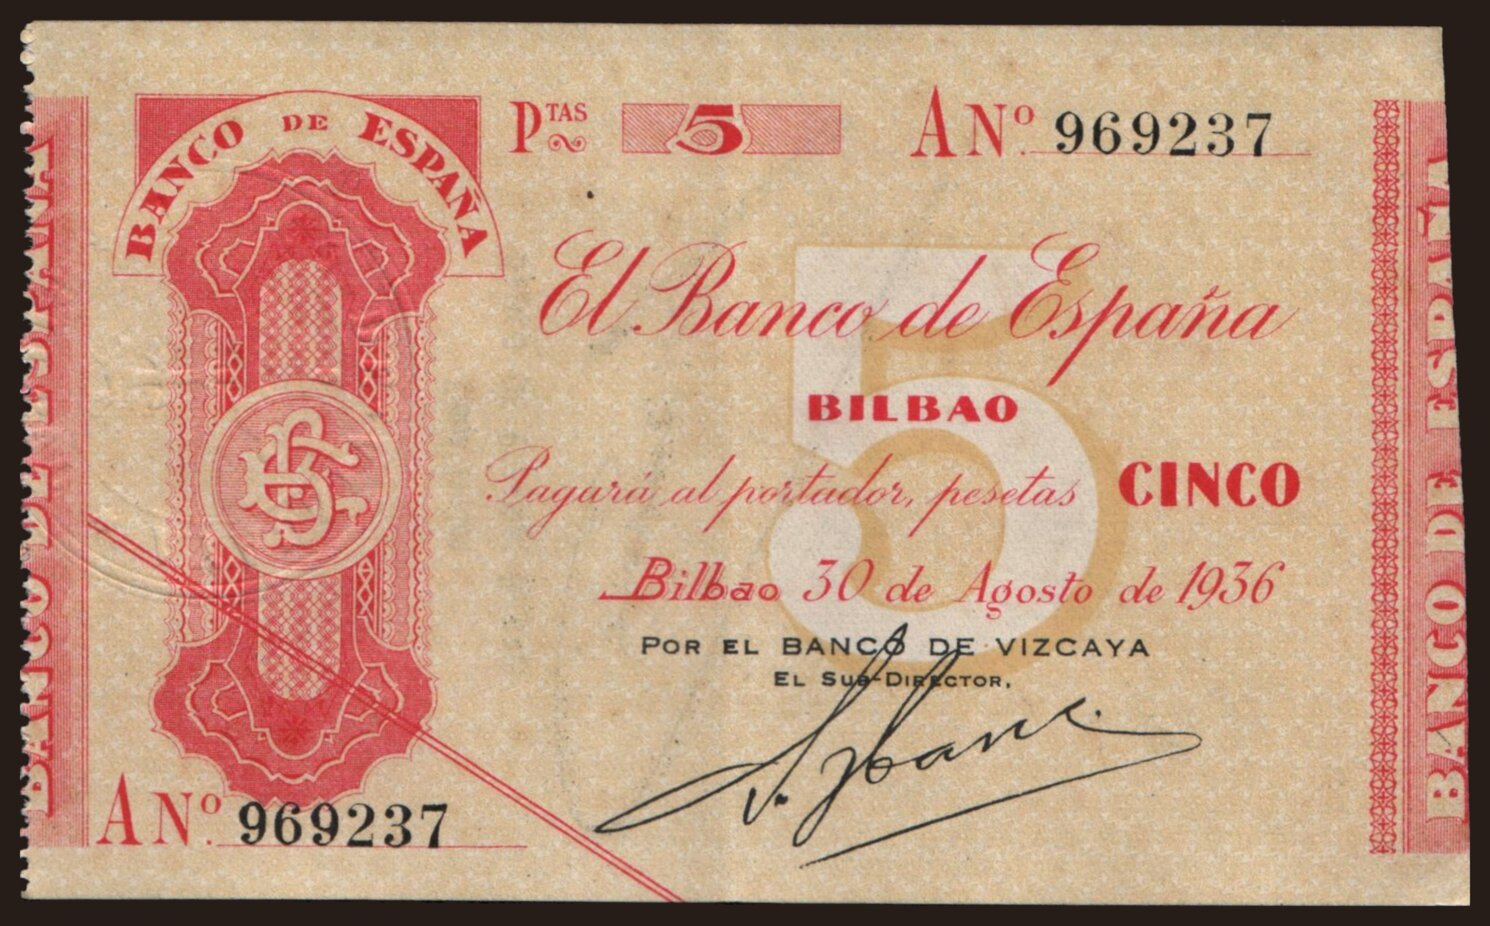 BANCO DE ESPAÑA
BANCO DE ESPAÑA
Ptas 5
A Nº 969237
El Banco de España
BILBAO
Pagará al portador, pesetas CINCO
Bilbao 30 de Agosto de 1936
POR EL BANCO DE VIZCAYA
EL SUB-DIRECTOR,
A Nº 969237
BANCO DE ESPAÑA
5